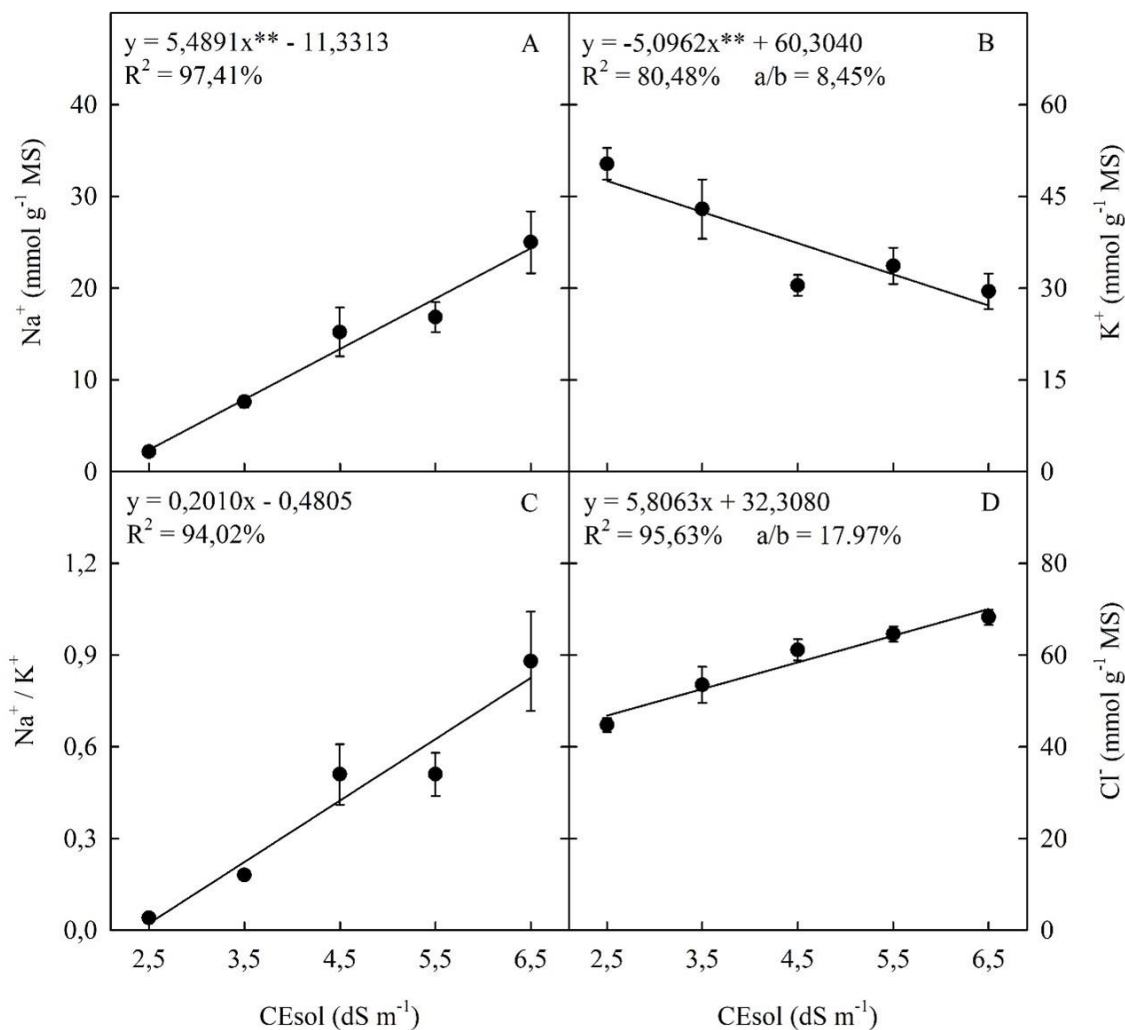 y = 5,4891x** - 11,3313
A
R² = 97,41%
y = -5,0962x** + 60,3040
B
R² = 80,48% a/b = 8,45%
40
30
20
10
0
Na⁺ (mmol g⁻¹ MS)
60
45
30
15
0
K⁺ (mmol g⁻¹ MS)
y = 0,2010x - 0,4805
C
R² = 94,02%
y = 5,8063x + 32,3080
D
R² = 95,63% a/b = 17.97%
1,2
0,9
0,6
0,3
0,0
Na⁺ / K⁺
80
60
40
20
0
Cl⁻ (mmol g⁻¹ MS)
2,5 3,5 4,5 5,5 6,5
2,5 3,5 4,5 5,5 6,5
CEsol (dS m⁻¹)
CEsol (dS m⁻¹)